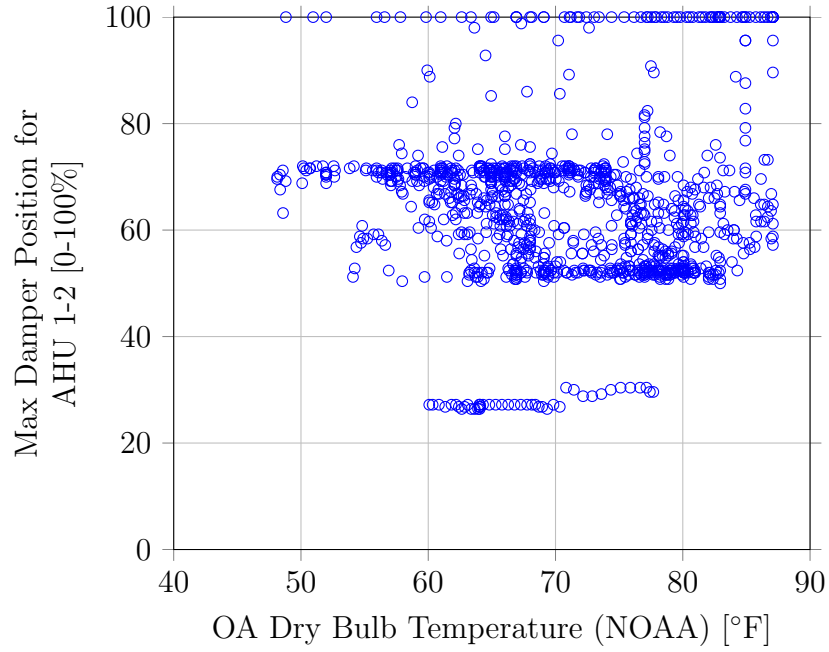 100
80
60
40
20
0
40 50 60 70 80 90
Max Damper Position for
AHU 1-2 [0-100%]
OA Dry Bulb Temperature (NOAA) [°F]